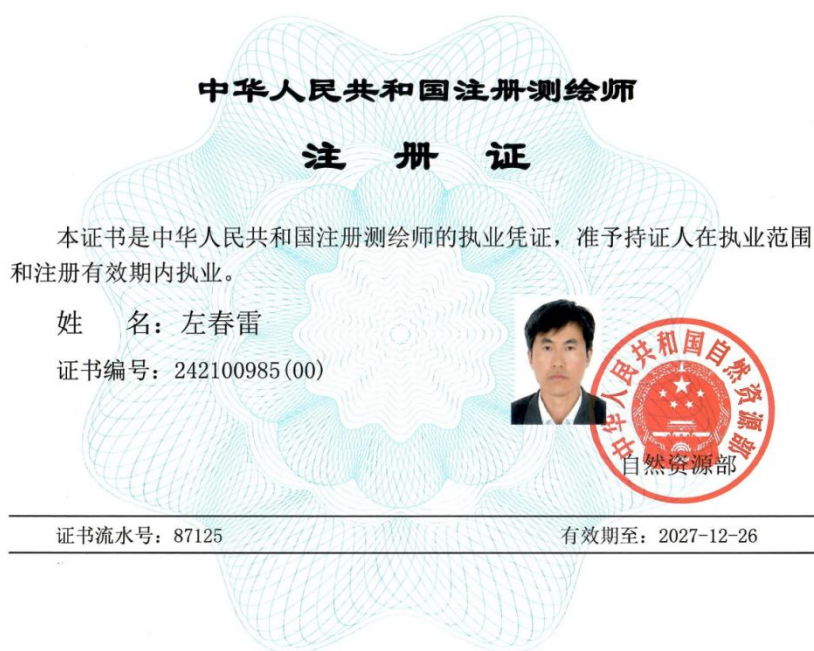 中华人民共和国注册测绘师
注 册 证
本证书是中华人民共和国注册测绘师的执业凭证，准予持证人在执业范围
和注册有效期内执业。
姓 名：左春雷
证书编号：242100985(00)
中华人民共和国自然资源部
自然资源部
证书流水号：87125
有效期至：2027-12-26